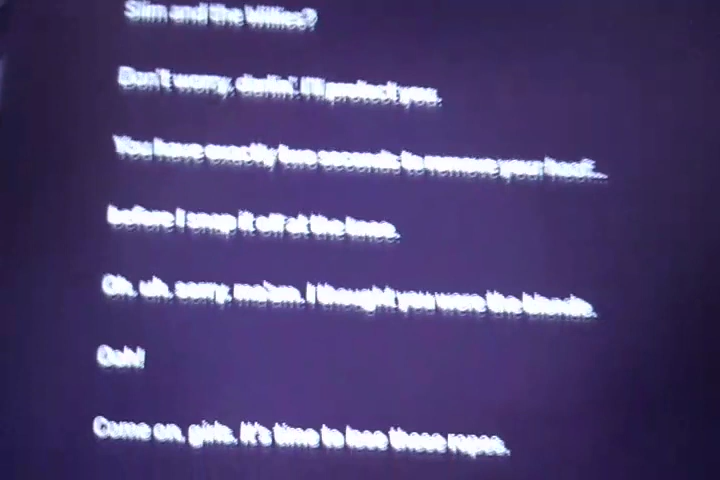 Slim and the Willies?
Don't worry, darlin'. I'll protect you.
You have exactly two seconds to remove your hoof...
before I snap it off at the knee.
Oh, uh, sorry, ma'am. I thought you were the blonde.
Ooh!
Come on, girls. It's time to lose these ropes.